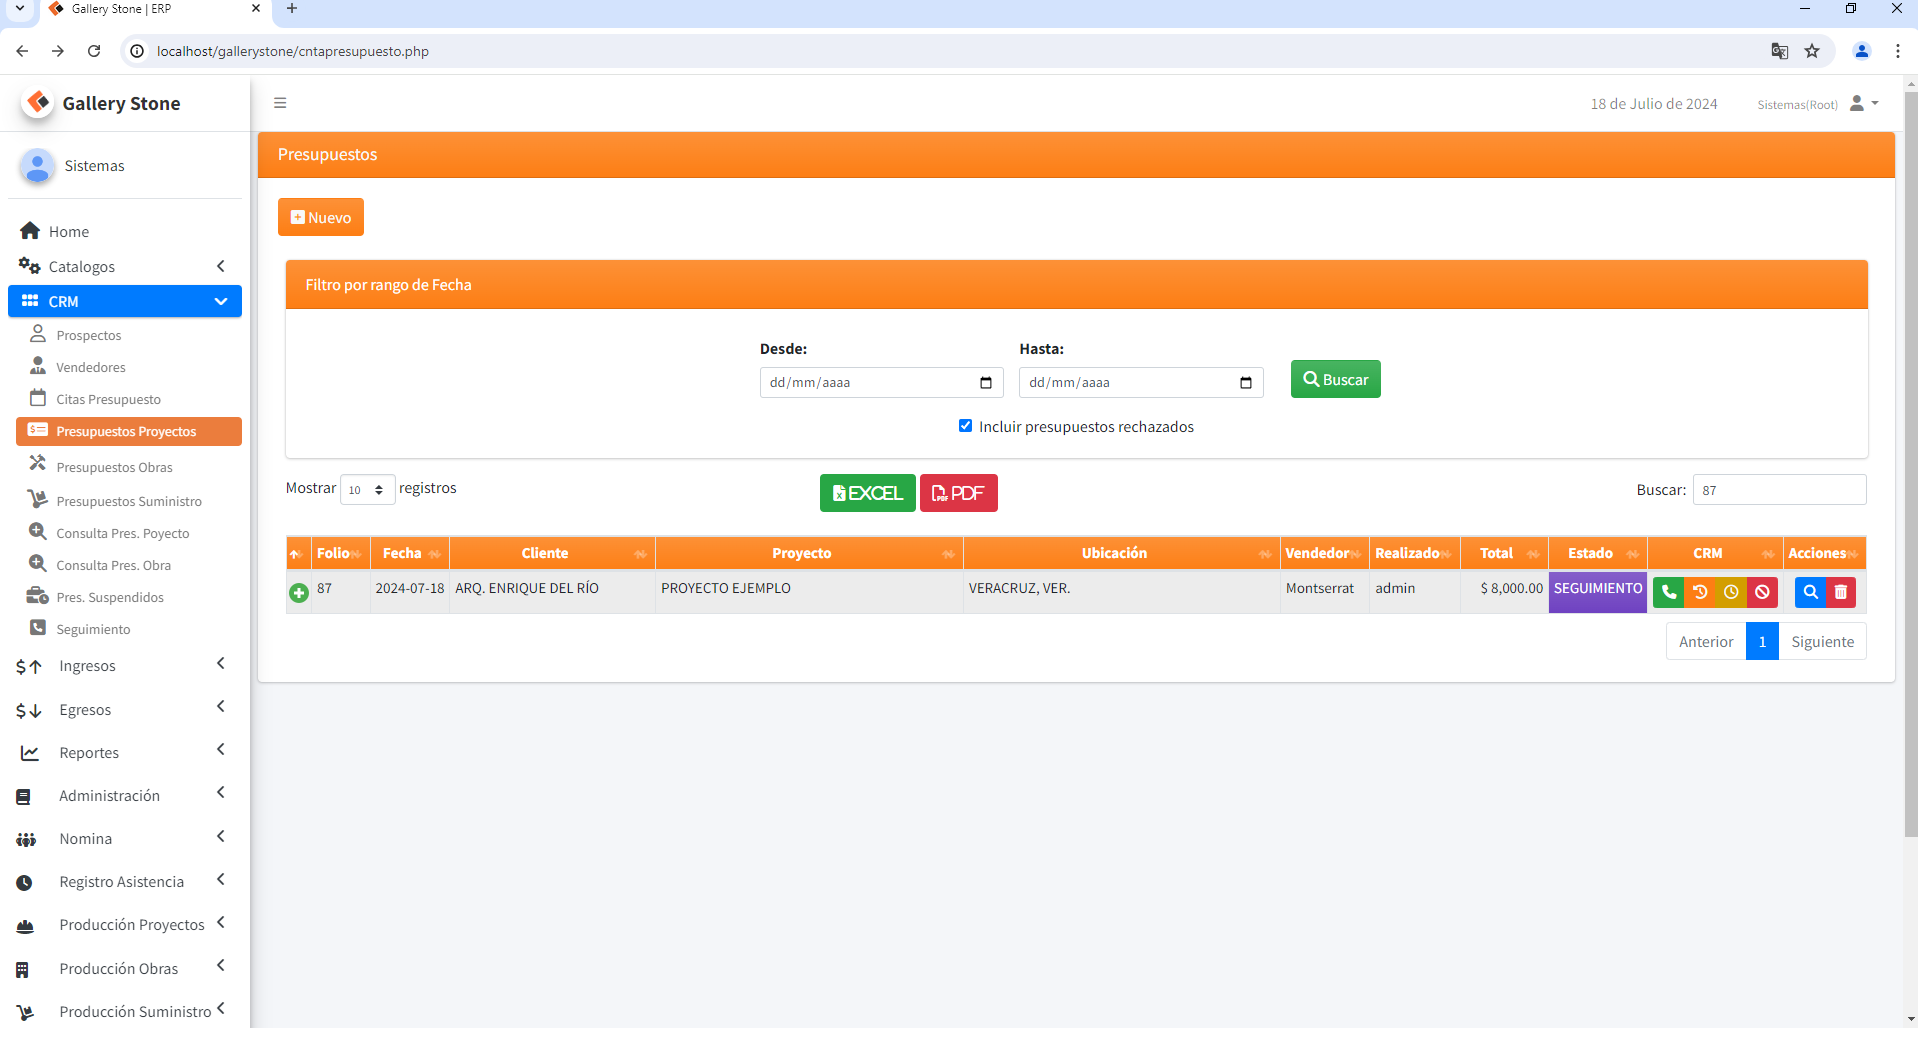 Gallery Stone | ERP
localhost/gallerystone/cntapresupuesto.php
Gallery Stone
18 de Julio de 2024
Sistemas(Root)
Sistemas
Home
Catalogos
CRM
Prospectos
Vendedores
Citas Presupuesto
Presupuestos Proyectos
Presupuestos Obras
Presupuestos Suministro
Consulta Pres. Poyecto
Consulta Pres. Obra
Pres. Suspendidos
Seguimiento
Ingresos
Egresos
Reportes
Administración
Nomina
Registro Asistencia
Producción Proyectos
Producción Obras
Producción Suministro
Presupuestos
Nuevo
Filtro por rango de Fecha
Desde: Hasta:
dd/mm/aaaa dd/mm/aaaa Buscar
Incluir presupuestos rechazados
Mostrar 10 registros EXCEL PDF Buscar: 87
Folio Fecha Cliente Proyecto Ubicación Vendedor Realizado Total Estado CRM Acciones
87 2024-07-18 ARQ. ENRIQUE DEL RÍO PROYECTO EJEMPLO VERACRUZ, VER. Montserrat admin $ 8,000.00 SEGUIMIENTO
Anterior 1 Siguiente